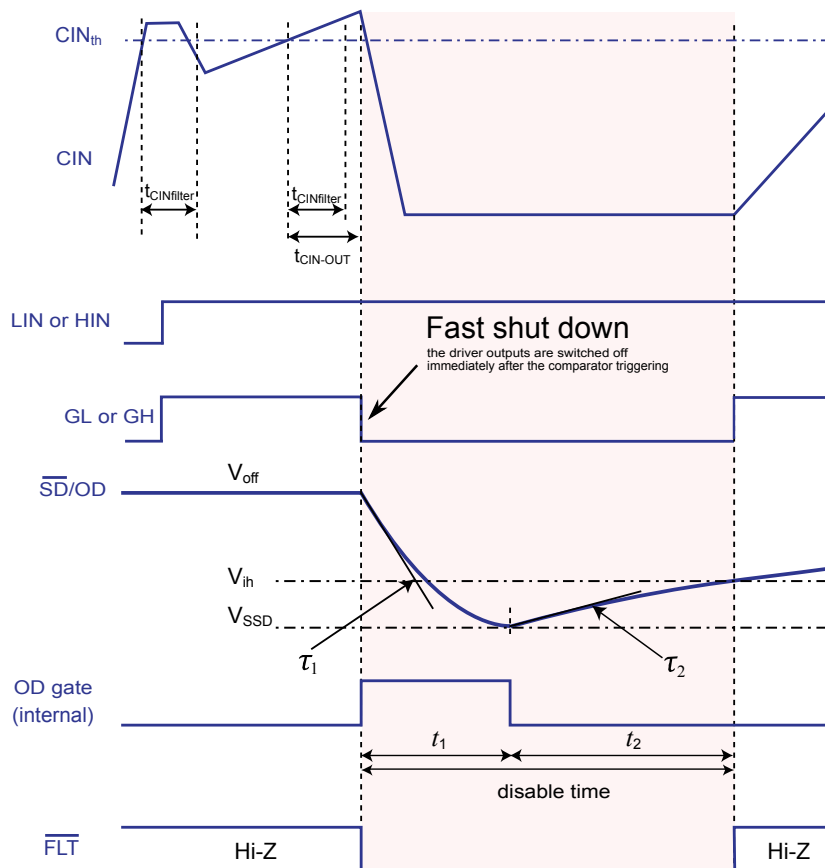 CINth
CIN
tCINfilter
tCINfilter
tCIN-OUT
LIN or HIN
Fast shut down
the driver outputs are switched off
immediately after the comparator triggering
GL or GH
Voff
SD/OD
Vih
VSSD
τ1
τ2
OD gate
(internal)
t1
t2
disable time
FLT
Hi-Z
Hi-Z